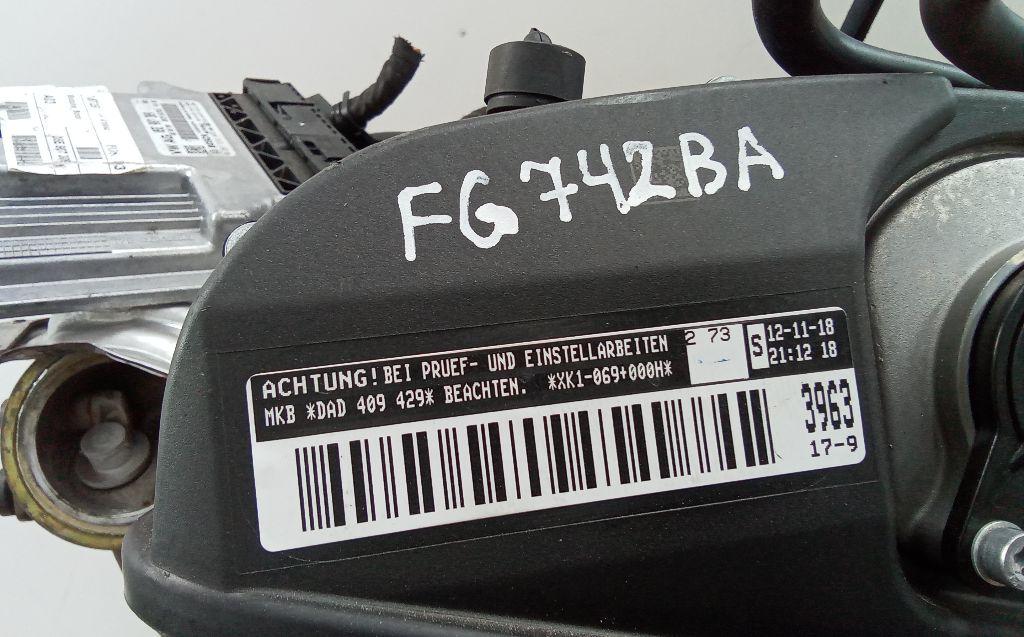 FG742BA
ACHTUNG! BEI PRUEF- UND EINSTELLARBEITEN
MKB *DAD 409 429* BEACHTEN. *XK1-069+000H*
2 73
S
12-11-18
21:12 18
3963
17-9